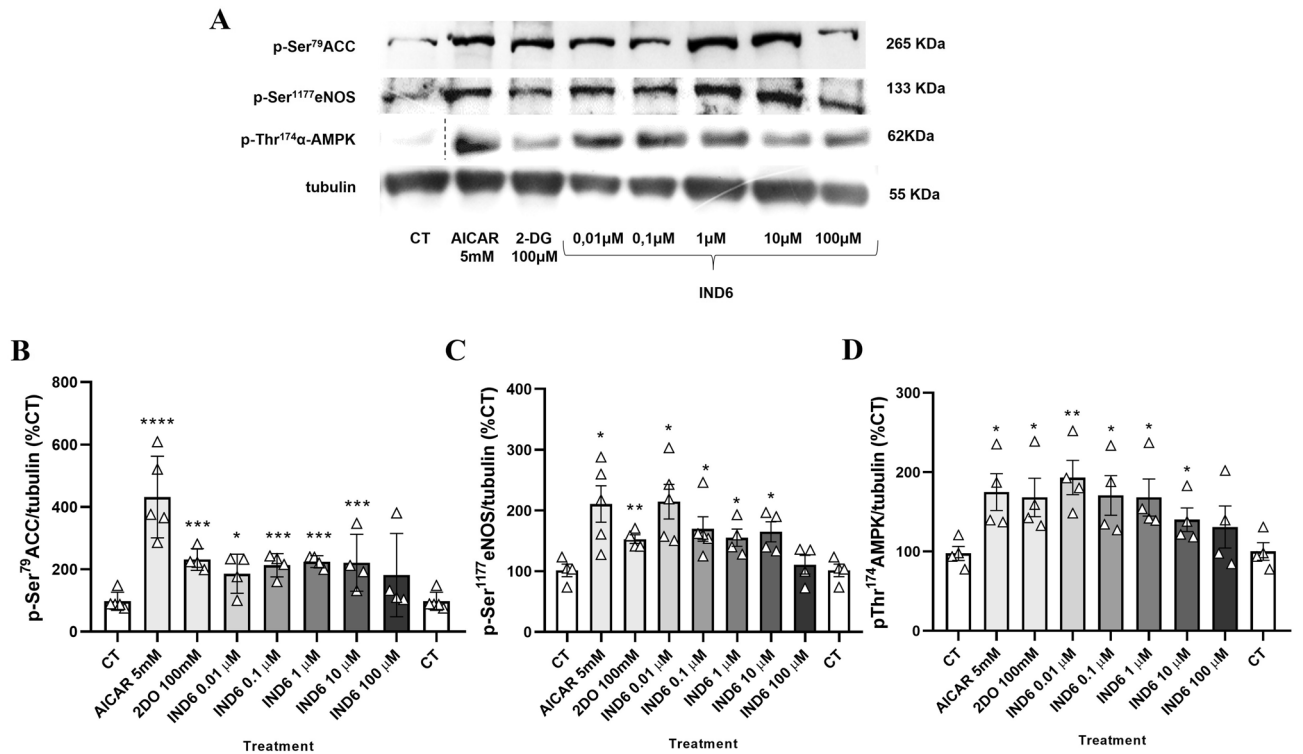 A
p-Ser⁷⁹ACC
265 KDa
p-Ser¹¹⁷⁷eNOS
133 KDa
p-Thr¹⁷⁴α-AMPK
62KDa
tubulin
55 KDa
CT AICAR 2-DG 0,01μM 0,1μM 1μM 10μM 100μM
5mM 100μM
IND6
B
p-Ser⁷⁹ACC/tubulin (%CT)
800
600
400
200
0
**** *** * *** *** ***
CT AICAR 5mM 2DO 100mM IND6 0.01 μM IND6 0.1 μM IND6 1 μM IND6 10 μM IND6 100 μM CT
Treatment
C
p-Ser¹¹⁷⁷eNOS/tubulin (%CT)
400
300
200
100
0
* ** * * * *
CT AICAR 5mM 2DO 100mM IND6 0.01 μM IND6 0.1 μM IND6 1 μM IND6 10 μM IND6 100 μM CT
Treatment
D
pThr¹⁷⁴AMPK/tubulin (%CT)
300
200
100
0
* * ** * * *
CT AICAR 5mM 2DO 100mM IND6 0.01 μM IND6 0.1 μM IND6 1 μM IND6 10 μM IND6 100 μM CT
Treatment